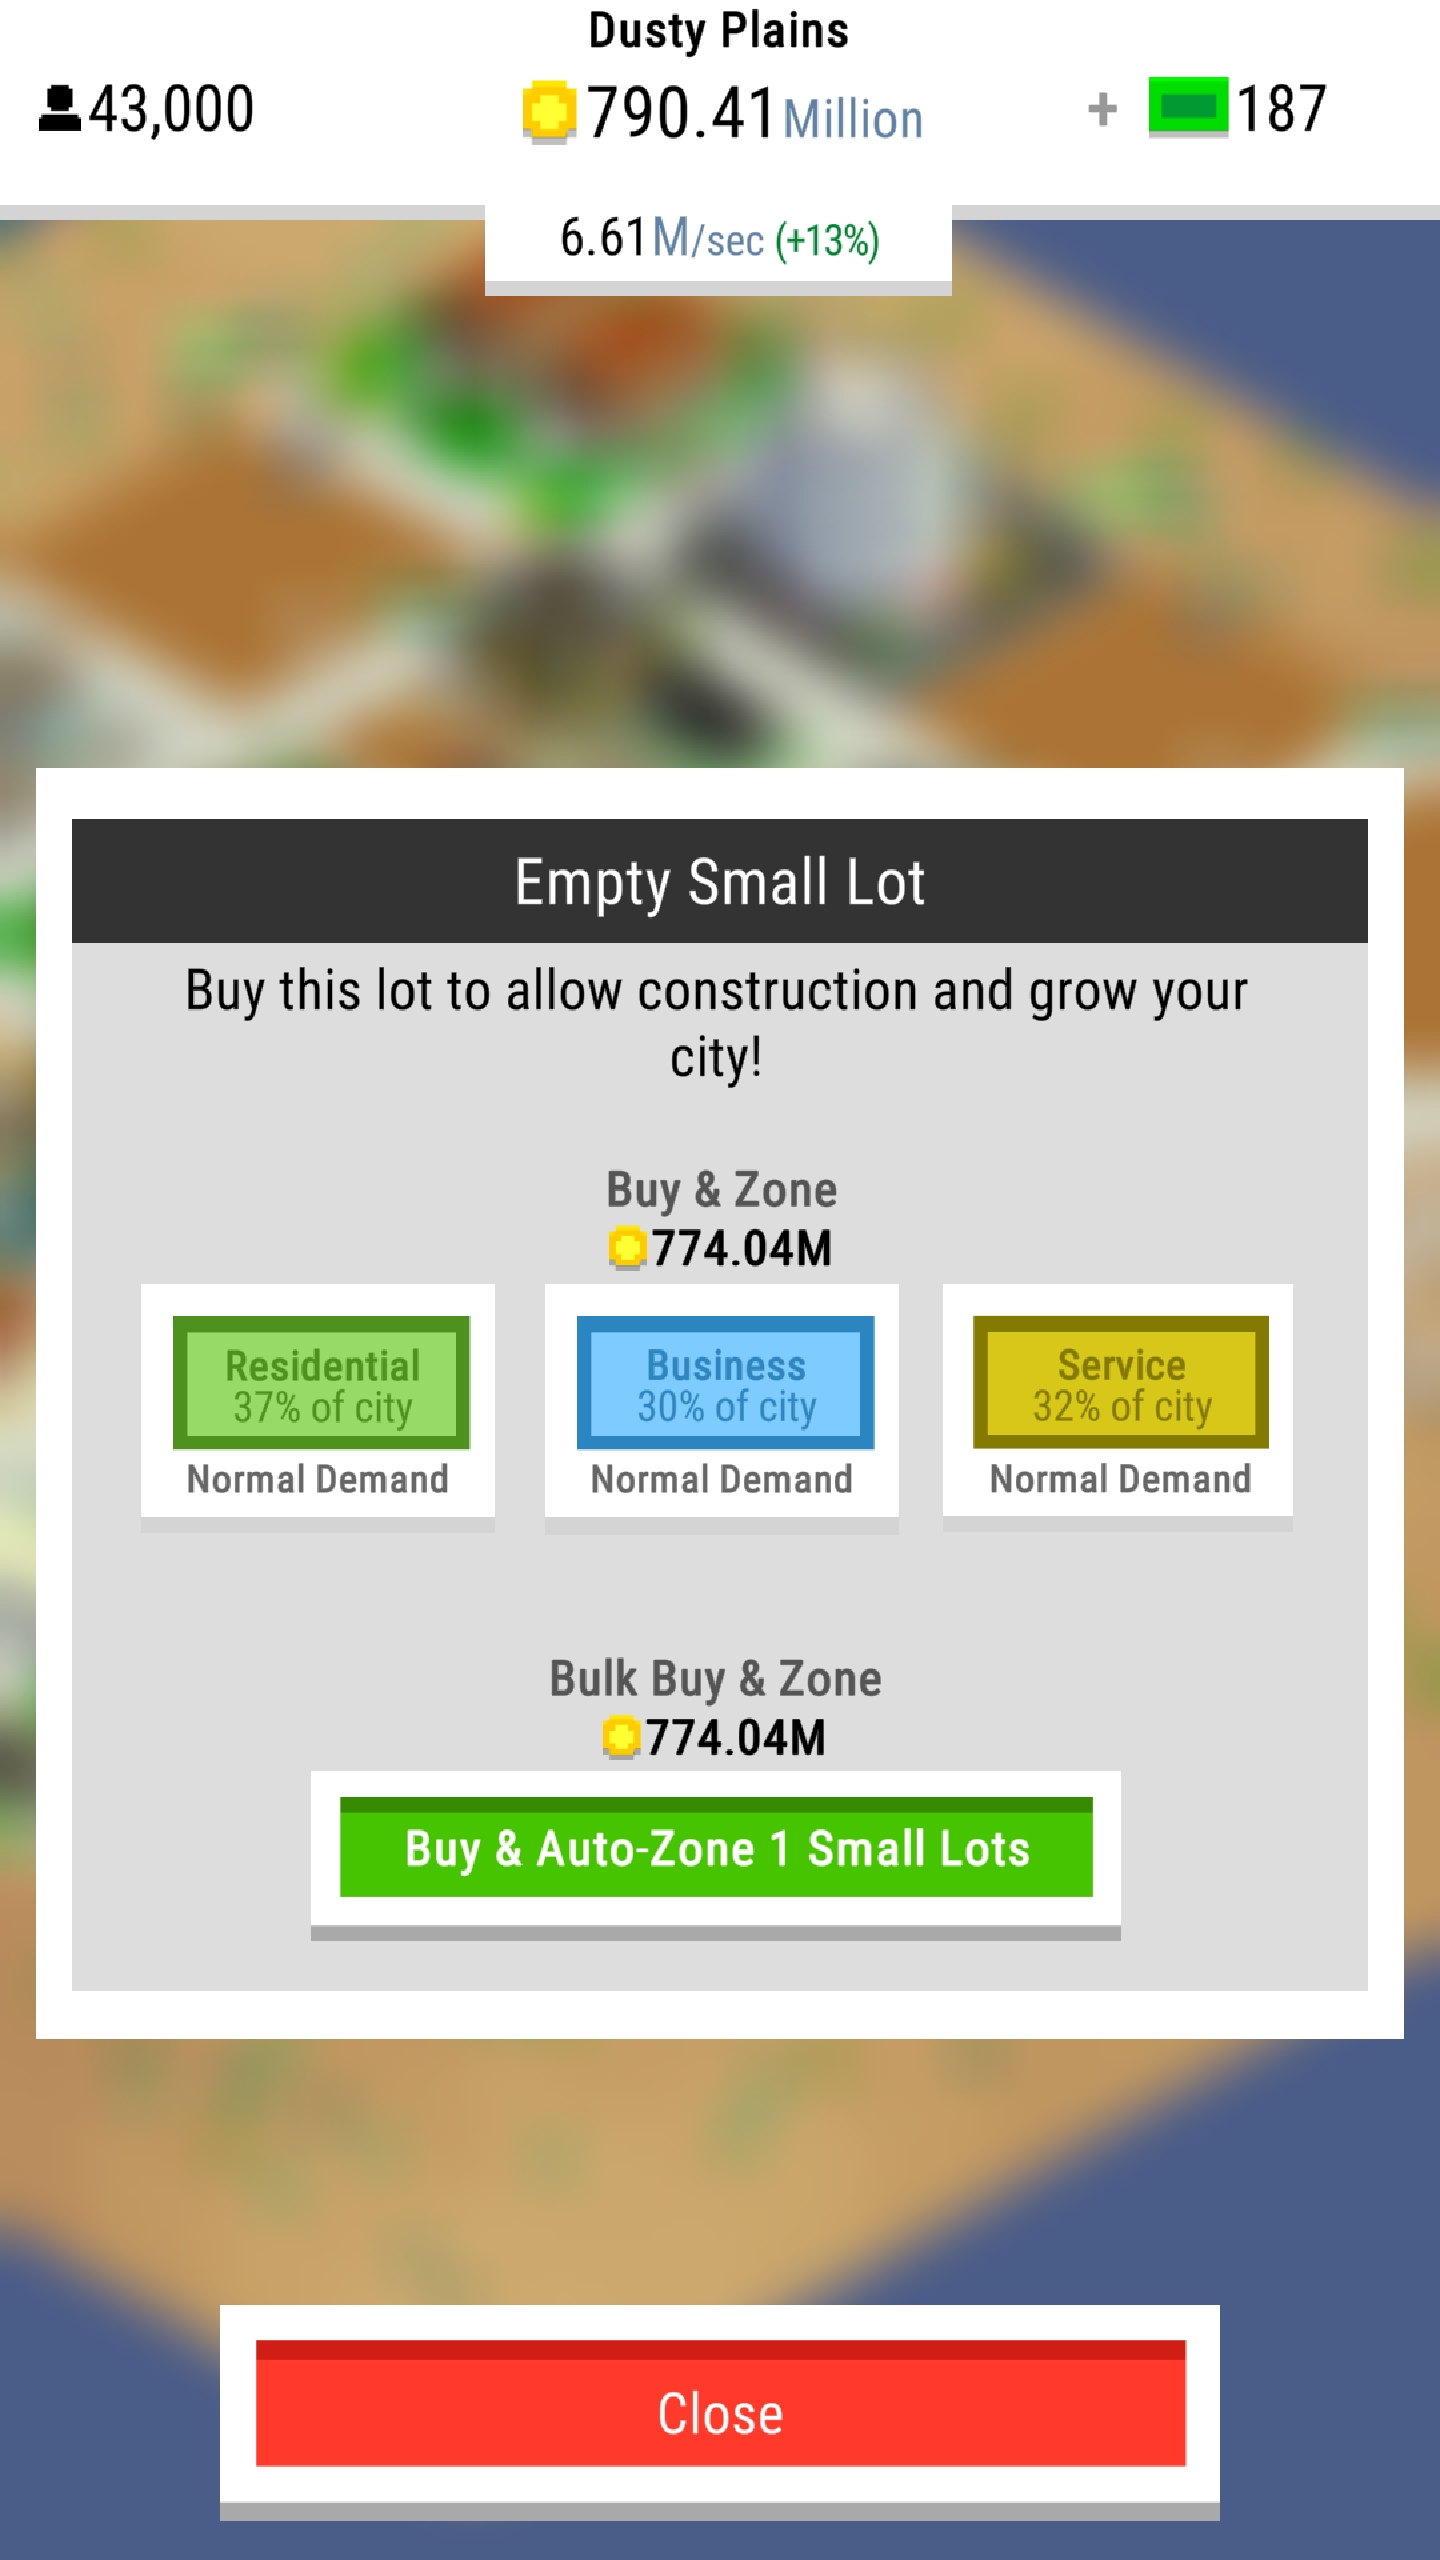 Dusty Plains
43,000
790.41 Million
+ 187
6.61M/sec (+13%)
Empty Small Lot
Buy this lot to allow construction and grow your
city!
Buy & Zone
774.04M
Residential
37% of city
Normal Demand
Business
30% of city
Normal Demand
Service
32% of city
Normal Demand
Bulk Buy & Zone
774.04M
Buy & Auto-Zone 1 Small Lots
Close